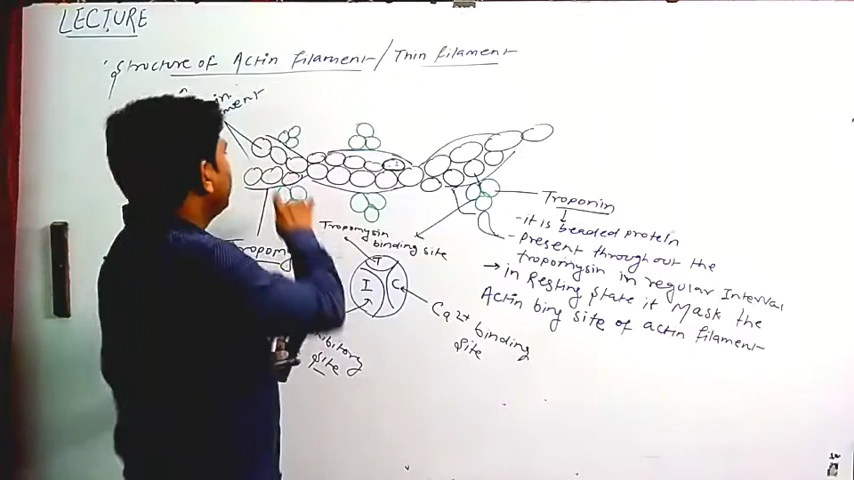 LECTURE
Structure of Actin filament/Thin filament
Troponin
-it is beaded protein
-Present throughout the
tropomysin in regular Interval
→ in Resting state it Mask the
Actin bing site of actin filament
Tropomysin
binding site
T
I
C
Ca2+ binding
site
site